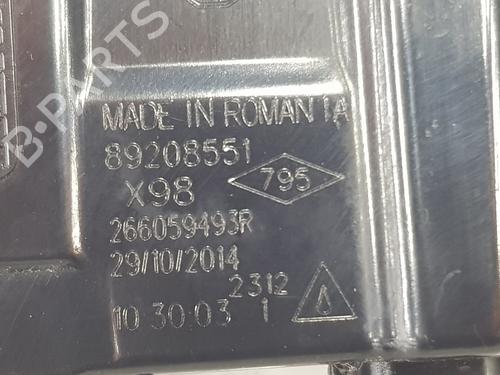 B-PARTS
MADE IN ROMANIA
89208551
X98 795
266059493R
29/10/2014
2312
10:30:03 1